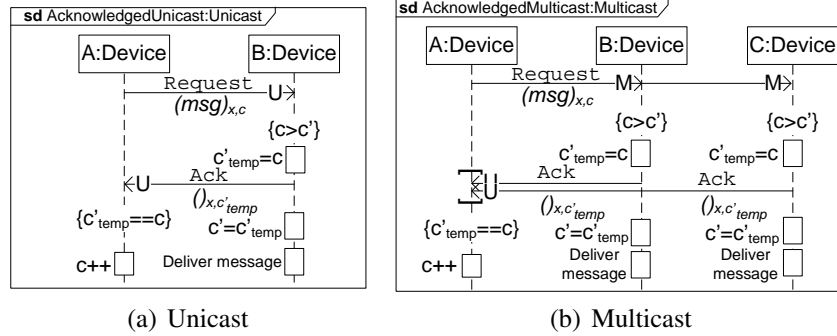 sd AcknowledgedUnicast:Unicast
A:Device
B:Device
Request
U
(msg)x,c
{c>c'}
c'temp=c
Ack
U
()x,c'temp
{c'temp==c}
c'=c'temp
c++
Deliver message
(a) Unicast
sd AcknowledgedMulticast:Multicast
A:Device
B:Device
C:Device
Request
M
M
(msg)x,c
{c>c'}
{c>c'}
c'temp=c
c'temp=c
Ack
Ack
U
()x,c'temp
()x,c'temp
{c'temp==c}
c'=c'temp
c'=c'temp
c++
Deliver
message
Deliver
message
(b) Multicast